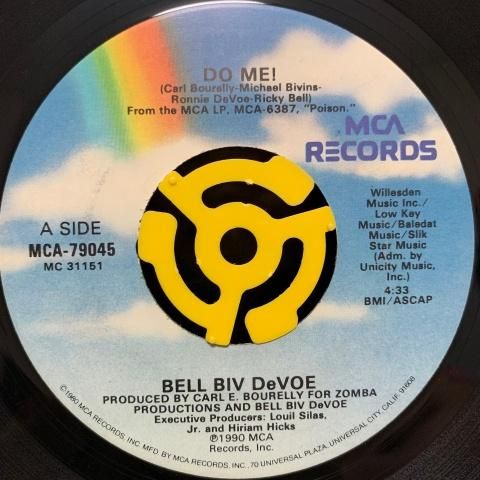 DO ME!
(Carl Bourelly-Michael Bivins-
Ronnie DeVoe-Ricky Bell)
From the MCA LP, MCA-6387, "Poison."
MCA
RECORDS
Willesden
Music Inc./
Low Key
Music/Baledat
Music/Slik
Star Music
(Adm. by
Unicity Music,
Inc.)
4:33
BMI/ASCAP
A SIDE
MCA-79045
MC 31151
BELL BIV DeVOE
PRODUCED BY CARL E. BOURELLY FOR ZOMBA
PRODUCTIONS AND BELL BIV DeVOE
Executive Producers: Louil Silas,
Jr. and Hiriam Hicks
℗1990 MCA
Records, Inc.
©1980 MCA RECORDS, INC. MFG. BY MCA RECORDS, INC., 70 UNIVERSAL PLAZA, UNIVERSAL CITY, CALIF. 91608